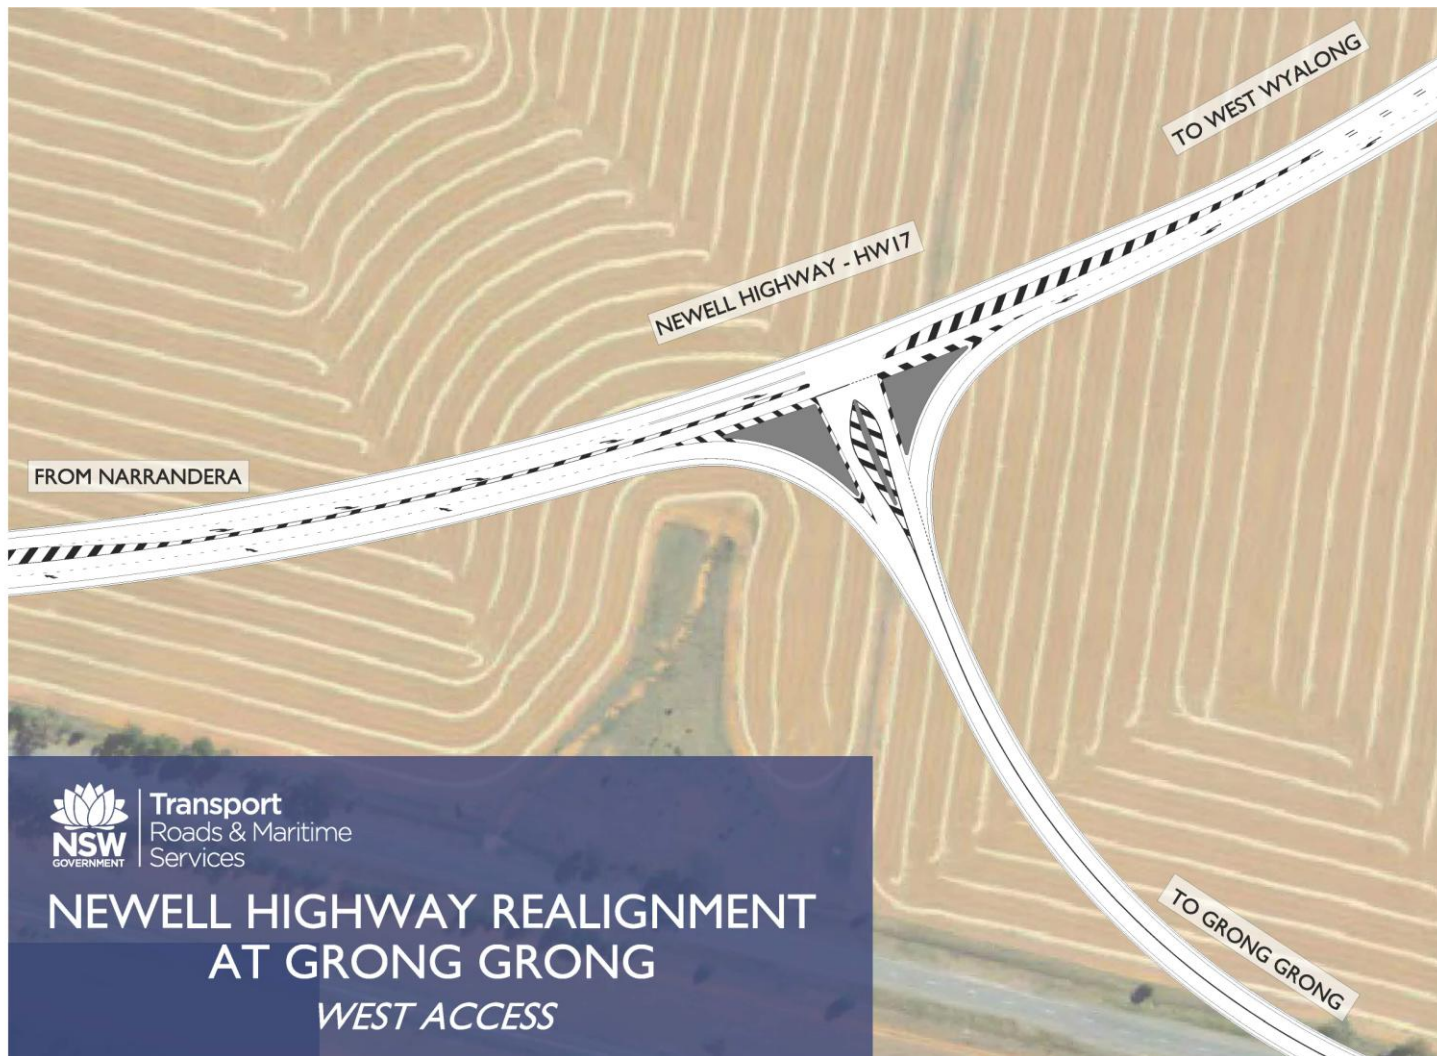 TO WEST WYALONG
NEWELL HIGHWAY - HW17
FROM NARRANDERA
NSW
GOVERNMENT
Transport
Roads & Maritime
Services
NEWELL HIGHWAY REALIGNMENT
AT GRONG GRONG
WEST ACCESS
TO GRONG GRONG